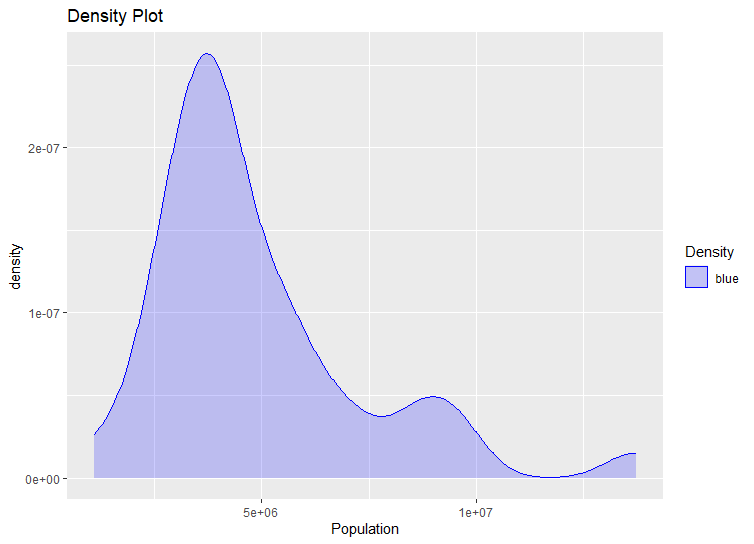 Density Plot
2e-07
1e-07
0e+00
density
5e+06
1e+07
Population
Density
blue